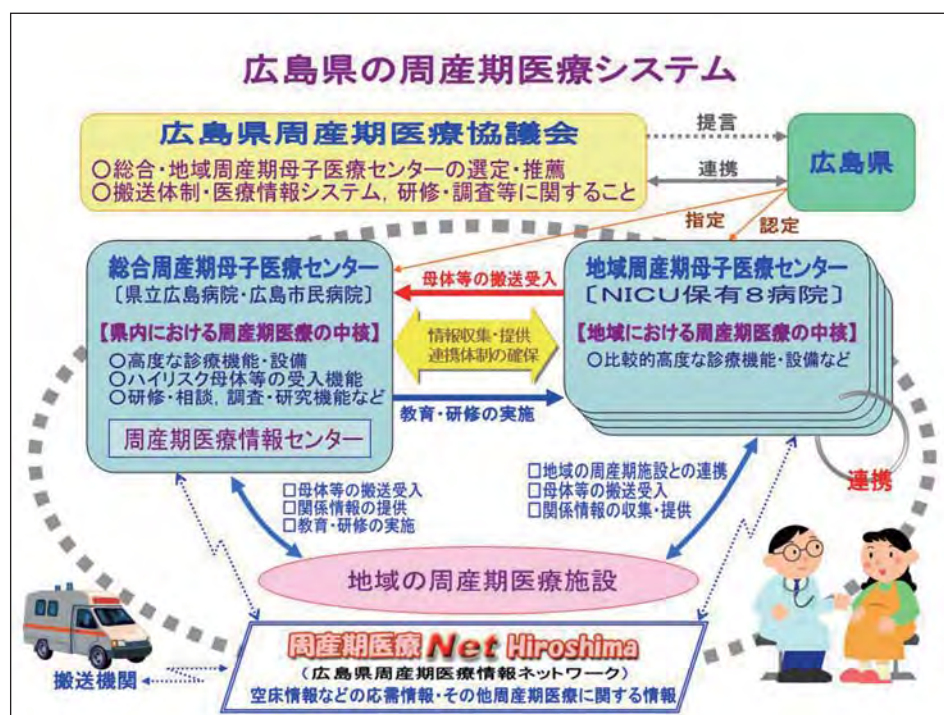 広島県の周産期医療システム
広島県周産期医療協議会
○総合・地域周産期母子医療センターの選定・推薦
○搬送体制・医療情報システム，研修・調査等に関すること
提言
連携
広島県
指定
認定
総合周産期母子医療センター
〔県立広島病院・広島市民病院〕
【県内における周産期医療の中核】
○高度な診療機能・設備
○ハイリスク母体等の受入機能
○研修・相談，調査・研究機能など
周産期医療情報センター
母体等の搬送受入
情報収集・提供
連携体制の確保
教育・研修の実施
地域周産期母子医療センター
〔NICU保有8病院〕
【地域における周産期医療の中核】
○比較的高度な診療機能・設備など
連携
□母体等の搬送受入
□関係情報の提供
□教育・研修の実施
□地域の周産期施設との連携
□母体等の搬送受入
□関係情報の収集・提供
地域の周産期医療施設
周産期医療Net Hiroshima
（広島県周産期医療情報ネットワーク）
空床情報などの応需情報・その他周産期医療に関する情報
搬送機関